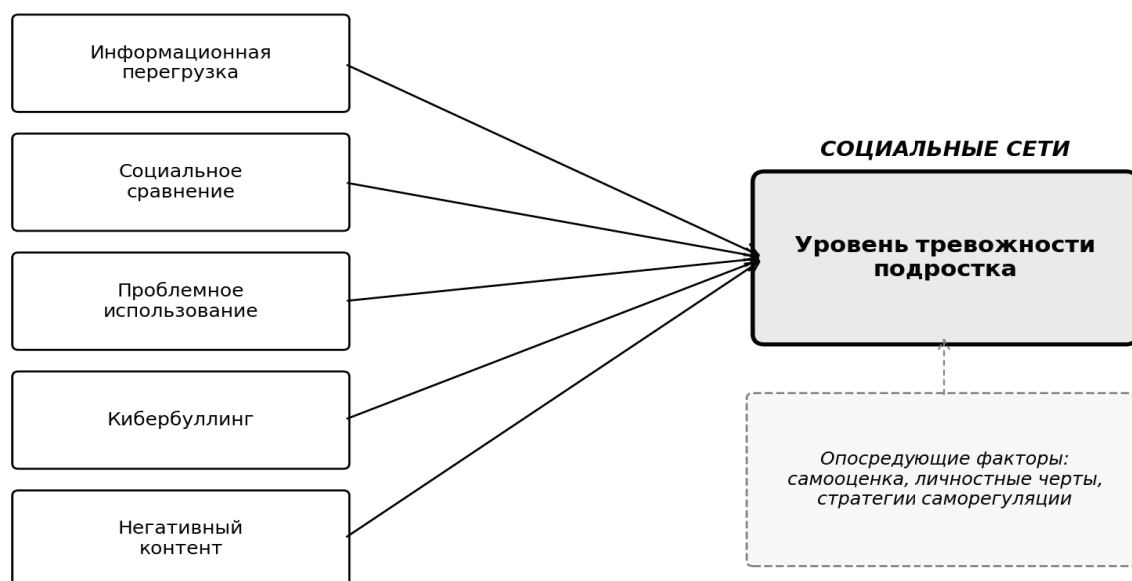 Информационная
перегрузка
Социальное
сравнение
Проблемное
использование
Кибербуллинг
Негативный
контент
СОЦИАЛЬНЫЕ СЕТИ
Уровень тревожности
подростка
Опосредующие факторы:
самооценка, личностные черты,
стратегии саморегуляции